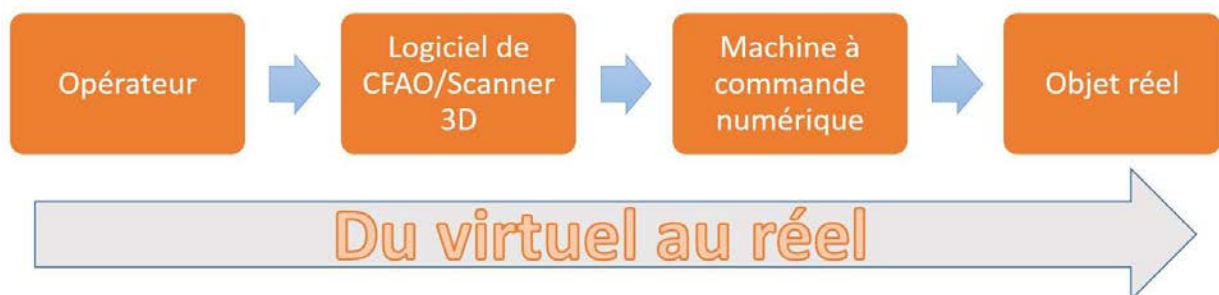 Opérateur
Logiciel de
CFAO/Scanner
3D
Machine à
commande
numérique
Objet réel
Du virtuel au réel